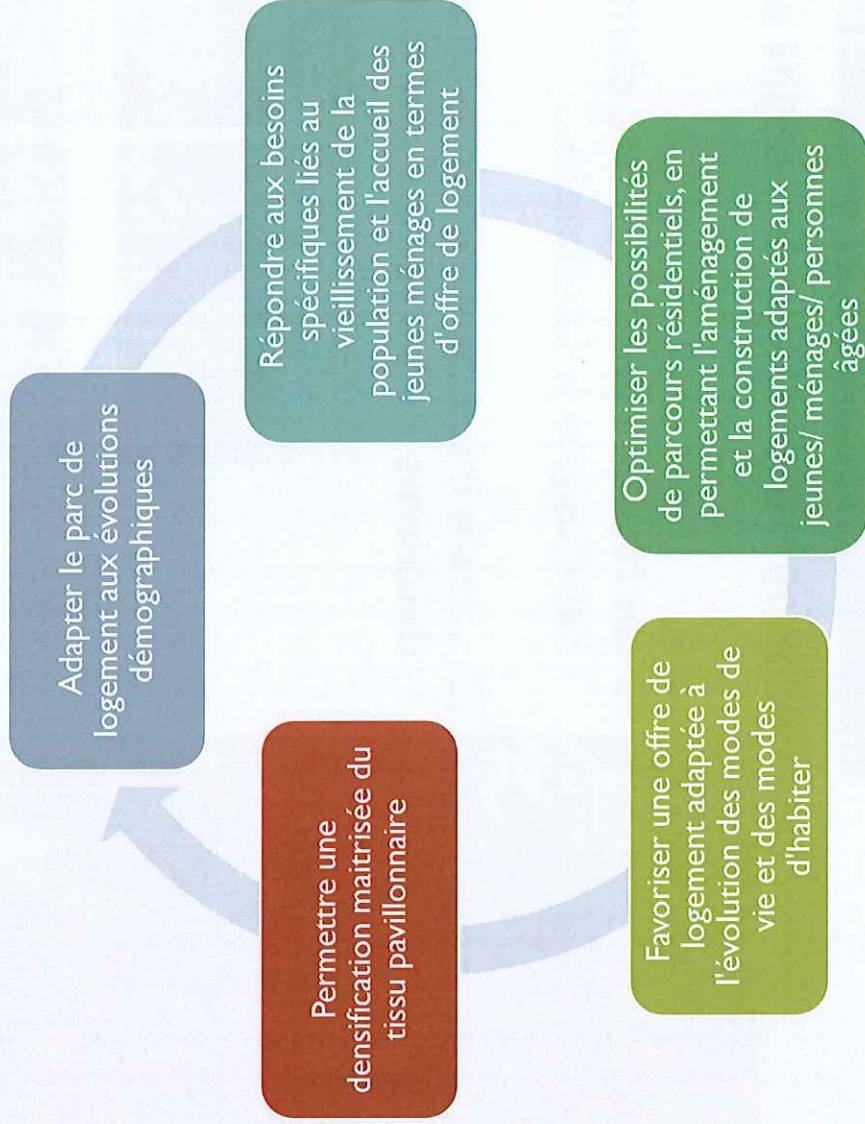 Adapter le parc de
logement aux évolutions
démographiques
Répondre aux besoins
spécifiques liés au
vieillissement de la
population et l'accueil des
jeunes ménages en termes
d'offre de logement
Optimiser les possibilités
de parcours résidentiels, en
permettant l'aménagement
et la construction de
logements adaptés aux
jeunes/ ménages/ personnes
âgées
Favoriser une offre de
logement adaptée à
l'évolution des modes de
vie et des modes
d'habiter
Permettre une
densification maitrisée du
tissu pavillonnaire